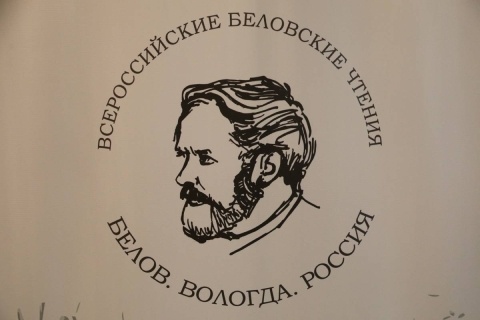 ВСЕРОССИЙСКИЕ БЕЛОВСКИЕ ЧТЕНИЯ
БЕЛОВ. ВОЛОГДА. РОССИЯ